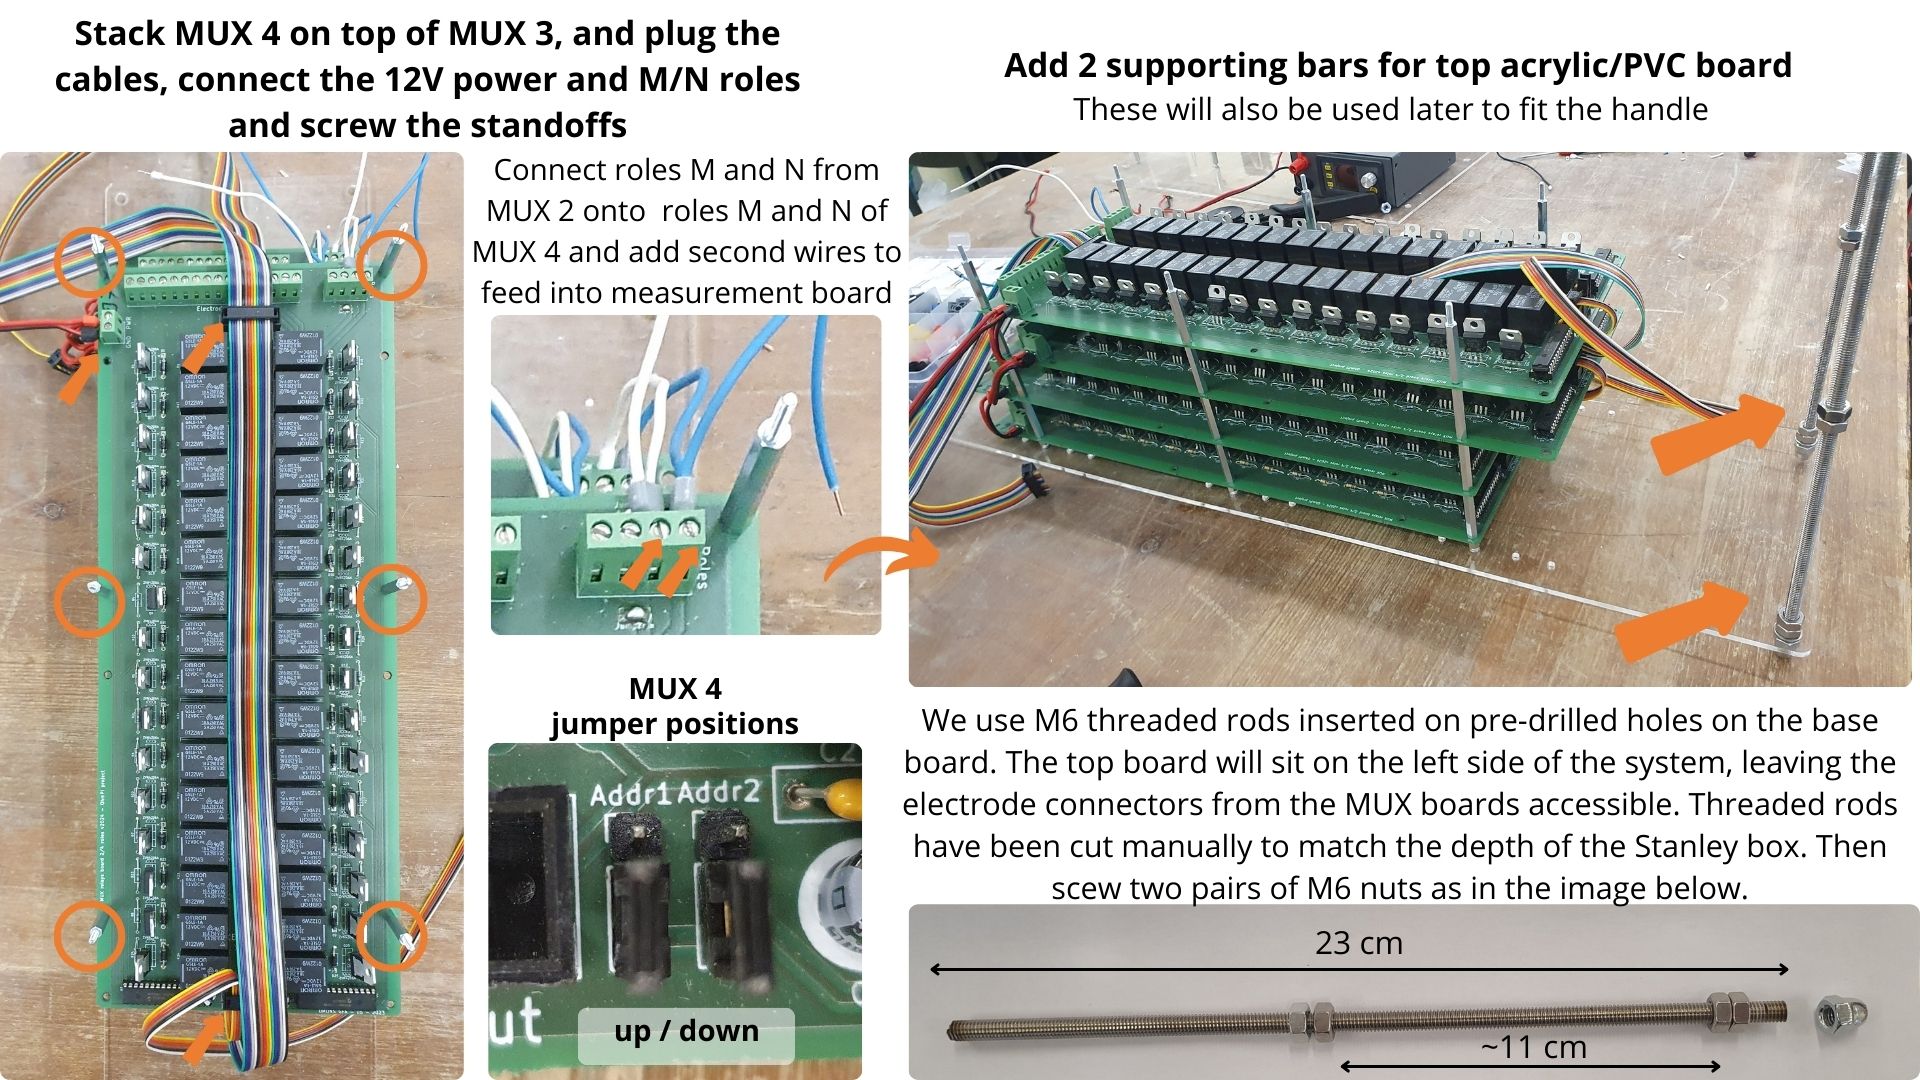 Stack MUX 4 on top of MUX 3, and plug the
cables, connect the 12V power and M/N roles
and screw the standoffs
Connect roles M and N from
MUX 2 onto  roles M and N of
MUX 4 and add second wires to
feed into measurement board
MUX 4
jumper positions
Addr1 Addr2
ut
up / down
Add 2 supporting bars for top acrylic/PVC board
These will also be used later to fit the handle
We use M6 threaded rods inserted on pre-drilled holes on the base
board. The top board will sit on the left side of the system, leaving the
electrode connectors from the MUX boards accessible. Threaded rods
have been cut manually to match the depth of the Stanley box. Then
screw two pairs of M6 nuts as in the image below.
23 cm
~11 cm